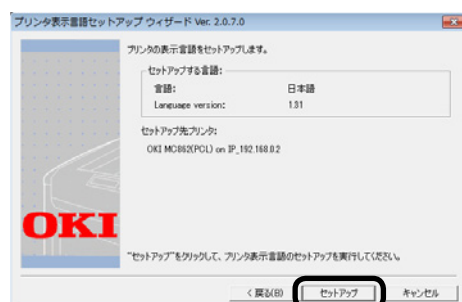 プリンタ表示言語セットアップ ウィザード Ver. 2.0.7.0
プリンタの表示言語をセットアップします。
セットアップする言語:
言語: 日本語
Language version: 1.31
セットアップ先プリンタ:
OKI MC862(PCL) on IP_192.168.0.2
OKI
"セットアップ"をクリックして、プリンタ表示言語のセットアップを実行してください。
< 戻る(B) セットアップ キャンセル